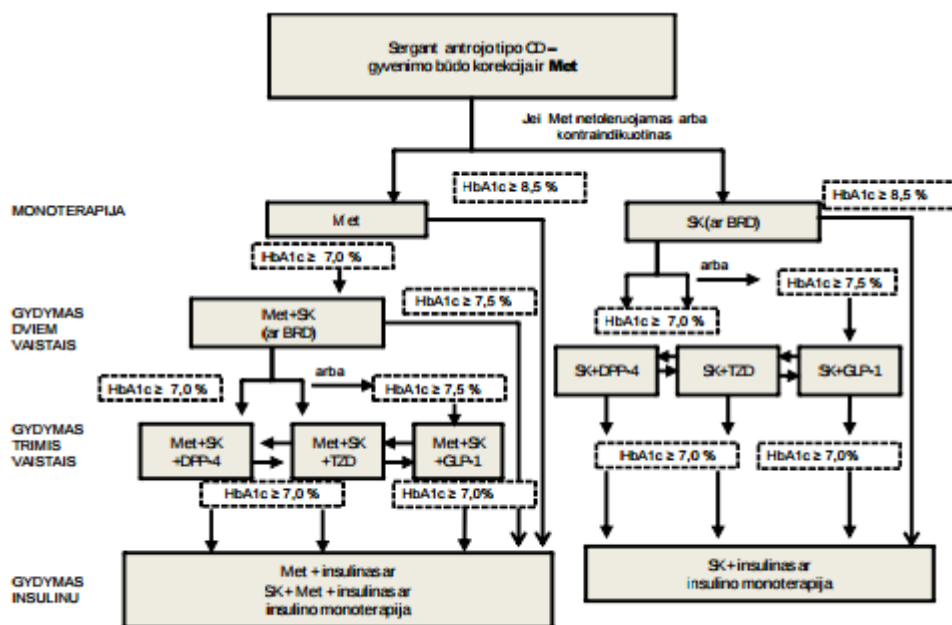 Sergant antrojo tipo CD –
gyvenimo būdo korekcija ir Met
Jei Met netoleruojamas arba
kontraindikuotinas
HbA1c ≥ 8,5 %
HbA1c ≥ 8,5 %
MONOTERAPIJA
Met
SK (ar BRD)
HbA1c ≥ 7,0 %
arba
HbA1c ≥ 7,5 %
GYDYMAS
DVIEM
VAISTAIS
Met+SK
(ar BRD)
HbA1c ≥ 7,5 %
HbA1c ≥ 7,0 %
SK+DPP-4
SK+TZD
SK+GLP-1
HbA1c ≥ 7,0 %
arba
HbA1c ≥ 7,5 %
GYDYMAS
TRIMIS
VAISTAIS
Met+SK
+DPP-4
Met+SK
+TZD
Met+SK
+GLP-1
HbA1c ≥ 7,0 %
HbA1c ≥ 7,0%
HbA1c ≥ 7,0 %
HbA1c ≥ 7,0%
GYDYMAS
INSULINU
Met + insulinas ar
SK + Met + insulinas ar
insulino monoterapija
SK + insulinas ar
insulino monoterapija